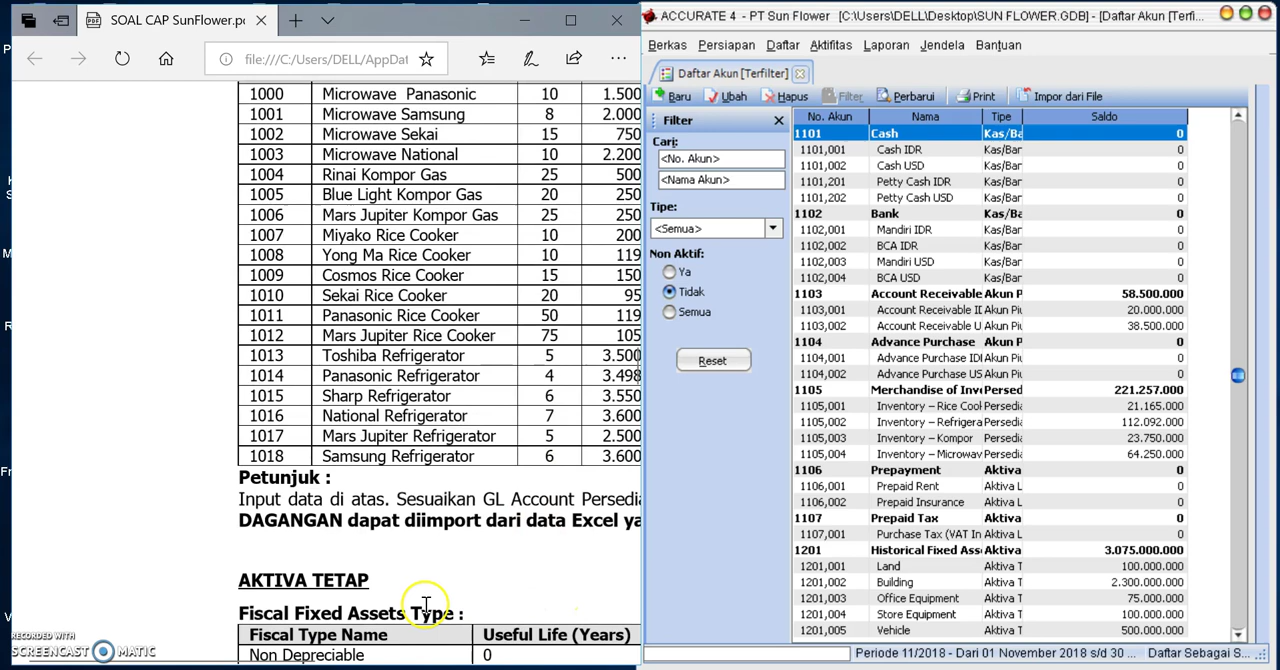 SOAL CAP SunFlower.pc
file:///C:/Users/DELL/AppDat
1000 Microwave Panasonic 10 1.500
1001 Microwave Samsung 8 2.000
1002 Microwave Sekai 15 750
1003 Microwave National 10 2.200
1004 Rinai Kompor Gas 25 500
1005 Blue Light Kompor Gas 20 250
1006 Mars Jupiter Kompor Gas 25 250
1007 Miyako Rice Cooker 10 200
1008 Yong Ma Rice Cooker 10 119
1009 Cosmos Rice Cooker 15 150
1010 Sekai Rice Cooker 20 95
1011 Panasonic Rice Cooker 50 119
1012 Mars Jupiter Rice Cooker 75 105
1013 Toshiba Refrigerator 5 3.500
1014 Panasonic Refrigerator 4 3.498
1015 Sharp Refrigerator 6 3.550
1016 National Refrigerator 7 3.600
1017 Mars Jupiter Refrigerator 5 2.500
1018 Samsung Refrigerator 6 3.600
Petunjuk :
Input data di atas. Sesuaikan GL Account Persedia
DAGANGAN dapat diimport dari data Excel ya
AKTIVA TETAP
Fiscal Fixed Assets Type :
Fiscal Type Name Useful Life (Years)
Non Depreciable 0
RECORDED WITH
SCREENCAST MATIC
ACCURATE 4 - PT Sun Flower [C:\Users\DELL\Desktop\SUN FLOWER.GDB] - [Daftar Akun [Terfi...
Berkas Persiapan Daftar Aktifitas Laporan Jendela Bantuan
Daftar Akun [Terfilter]
Baru Ubah Hapus Filter Perbarui Print Impor dari File
Filter
Cari:
<No. Akun>
<Nama Akun>
Tipe:
<Semua>
Non Aktif:
Ya
Tidak
Semua
Reset
No. Akun Nama Tipe Saldo
1101 Cash Kas/Ba 0
1101,001 Cash IDR Kas/Bar 0
1101,002 Cash USD Kas/Bar 0
1101,201 Petty Cash IDR Kas/Bar 0
1101,202 Petty Cash USD Kas/Bar 0
1102 Bank Kas/Ba 0
1102,001 Mandiri IDR Kas/Bar 0
1102,002 BCA IDR Kas/Bar 0
1102,003 Mandiri USD Kas/Bar 0
1102,004 BCA USD Kas/Bar 0
1103 Account Receivable Akun P 58.500.000
1103,001 Account Receivable II Akun Piu 20.000.000
1103,002 Account Receivable U Akun Piu 38.500.000
1104 Advance Purchase Akun P 0
1104,001 Advance Purchase IDI Akun Piu 0
1104,002 Advance Purchase US Akun Piu 0
1105 Merchandise of Inv Persed 221.257.000
1105,001 Inventory – Rice Cool Persedia 21.165.000
1105,002 Inventory – Refrigera Persedia 112.092.000
1105,003 Inventory – Kompor Persedia 23.750.000
1105,004 Inventory – Microwav Persedia 64.250.000
1106 Prepayment Aktiva 0
1106,001 Prepaid Rent Aktiva L 0
1106,002 Prepaid Insurance Aktiva L 0
1107 Prepaid Tax Aktiva 0
1107,001 Purchase Tax (VAT In Aktiva L 0
1201 Historical Fixed Ass Aktiva 3.075.000.000
1201,001 Land Aktiva T 100.000.000
1201,002 Building Aktiva T 2.300.000.000
1201,003 Office Equipment Aktiva T 75.000.000
1201,004 Store Equipment Aktiva T 100.000.000
1201,005 Vehicle Aktiva T 500.000.000
Periode 11/2018 - Dari 01 November 2018 s/d 30 ... Daftar Sebagai S...